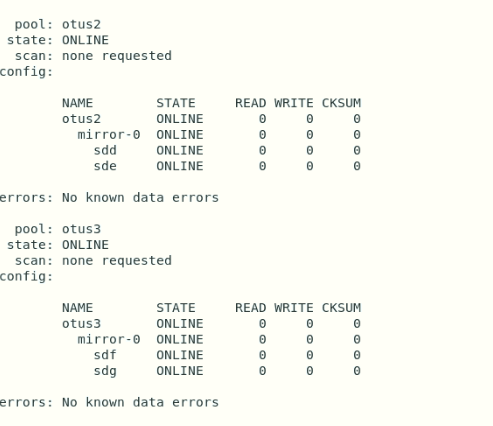 pool: otus2
state: ONLINE
scan: none requested
config:
NAME STATE READ WRITE CKSUM
otus2 ONLINE 0 0 0
mirror-0 ONLINE 0 0 0
sdd ONLINE 0 0 0
sde ONLINE 0 0 0
errors: No known data errors
pool: otus3
state: ONLINE
scan: none requested
config:
NAME STATE READ WRITE CKSUM
otus3 ONLINE 0 0 0
mirror-0 ONLINE 0 0 0
sdf ONLINE 0 0 0
sdg ONLINE 0 0 0
errors: No known data errors